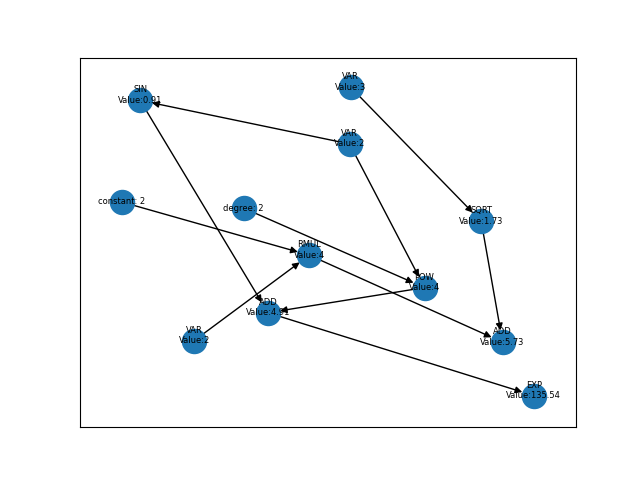 VAR
Value:3
SIN
Value:0.91
VAR
Value:2
constant: 2
degree: 2
SQRT
Value:1.73
RMUL
Value:4
POW
Value:4
ADD
Value:4.91
VAR
Value:2
ADD
Value:5.73
EXP
Value:135.54